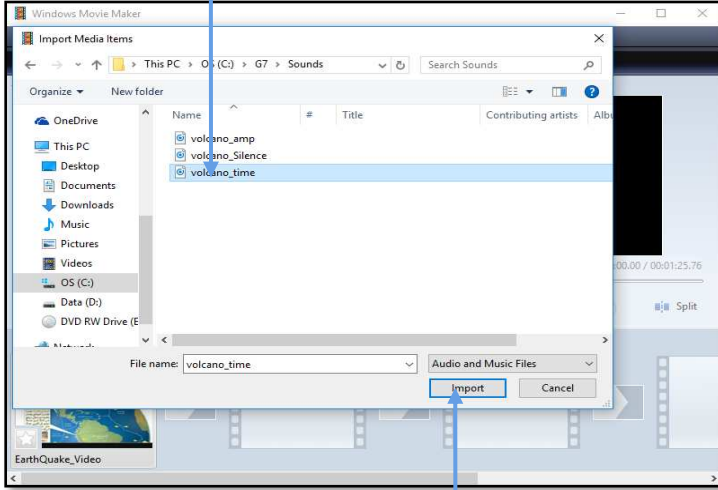 Windows Movie Maker
Import Media Items
This PC > OS (C:) > G7 > Sounds
Search Sounds
Organize New folder
Name # Title Contributing artists Albu
OneDrive
This PC
Desktop
Documents
Downloads
Music
Pictures
Videos
OS (C:)
Data (D:)
DVD RW Drive (E
volcano_amp
volcano_Silence
volcano_time
00.00 / 00:01:25.76
Split
File name: volcano_time
Audio and Music Files
Import Cancel
EarthQuake_Video